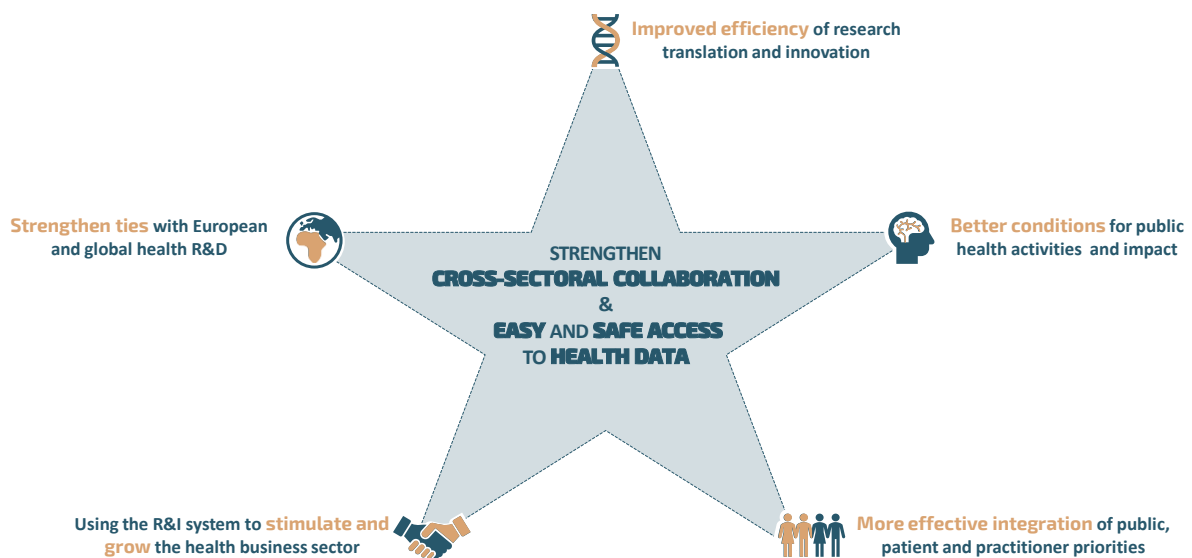 Improved efficiency of research
translation and innovation
Strengthen ties with European
and global health R&D
Better conditions for public
health activities and impact
STRENGTHEN
CROSS-SECTORAL COLLABORATION
&
EASY AND SAFE ACCESS
TO HEALTH DATA
Using the R&I system to stimulate and
grow the health business sector
More effective integration of public,
patient and practitioner priorities